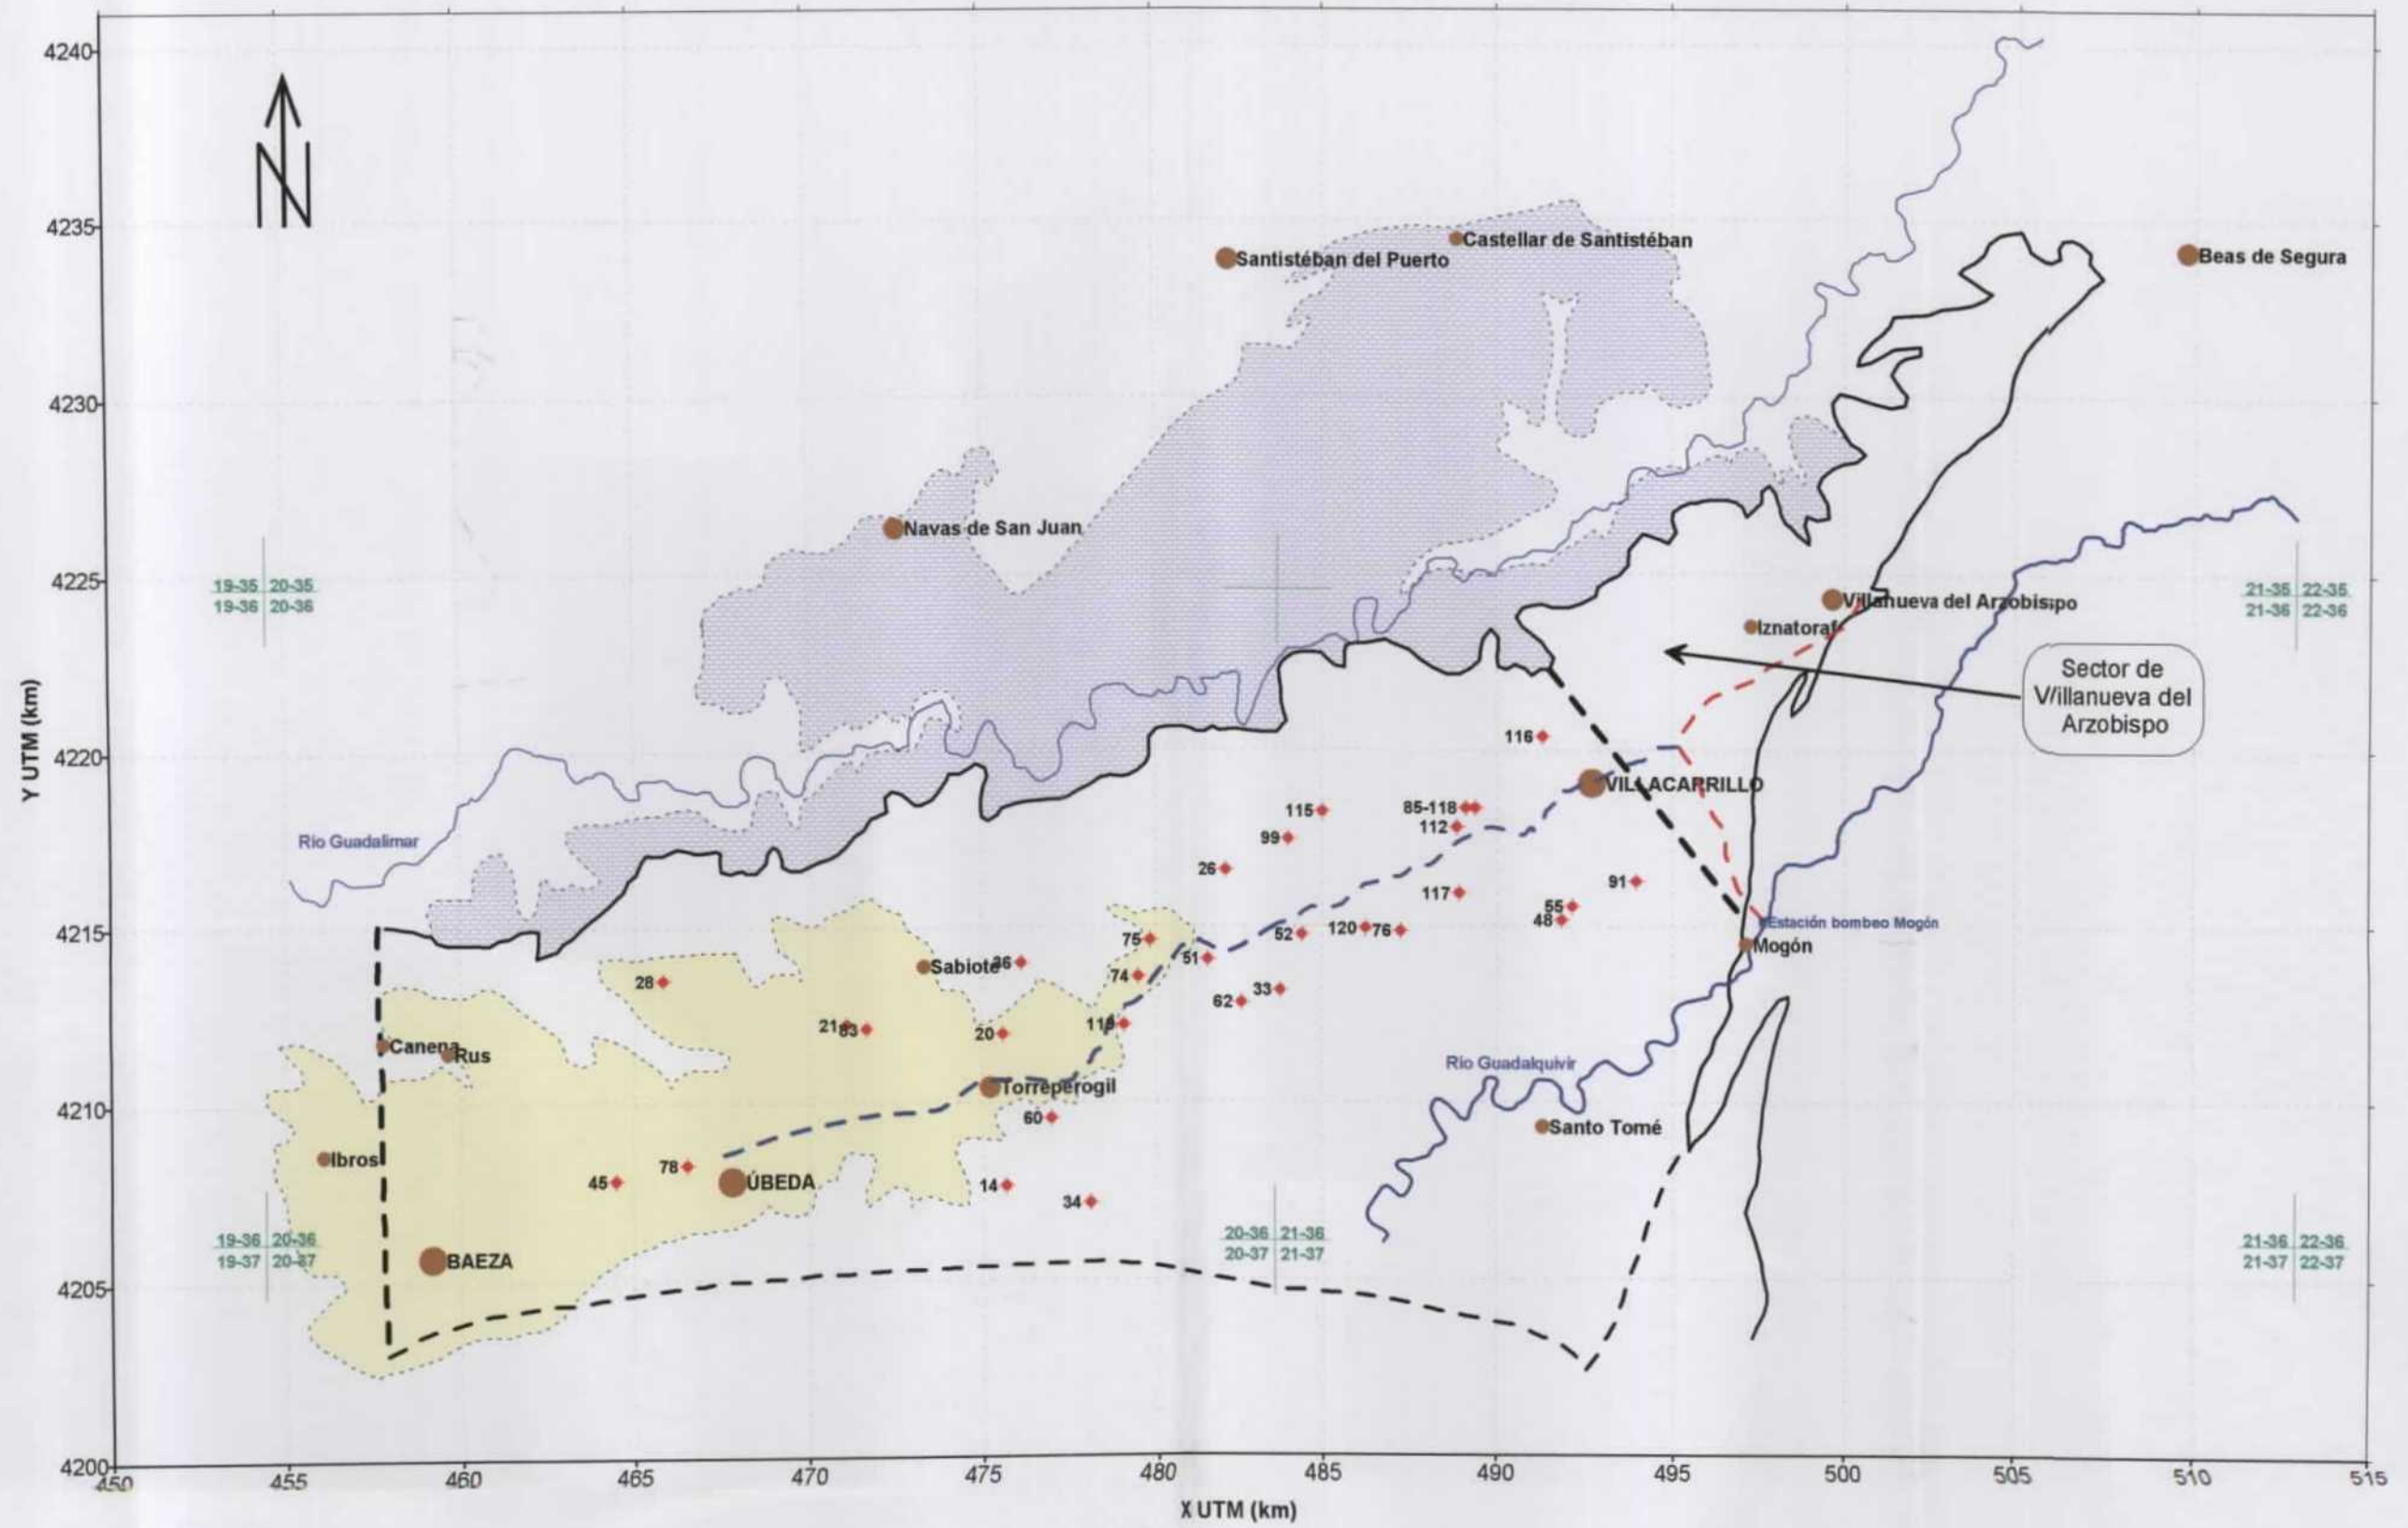 4240
4235
Castellar de Santistéban
Santistéban del Puerto
Beas de Segura
4230
Navas de San Juan
4225
19-35 20-35
19-36 20-36
21-35 22-35
21-36 22-36
Villanueva del Arzobispo
Iznatoraf
Sector de
Villanueva del
Arzobispo
116
Y UTM (km)
4220
VILLACARRILLO
115
85-118
112
99
Río Guadalimar
26
91
117
55
48
Estación bombeo Mogón
4215
120
76
52
75
Mogón
51
Sabiote
36
74
28
33
62
21
83
20
119
Canena
Rus
Río Guadalquivir
Torreperogil
4210
60
Santo Tomé
Ibros
78
45
ÚBEDA
14
34
19-36 20-36
19-37 20-37
20-36 21-36
20-37 21-37
21-36 22-36
21-37 22-37
BAEZA
4205
4200
450
455
460
465
470
475
480
485
490
495
500
505
510
515
X UTM (km)